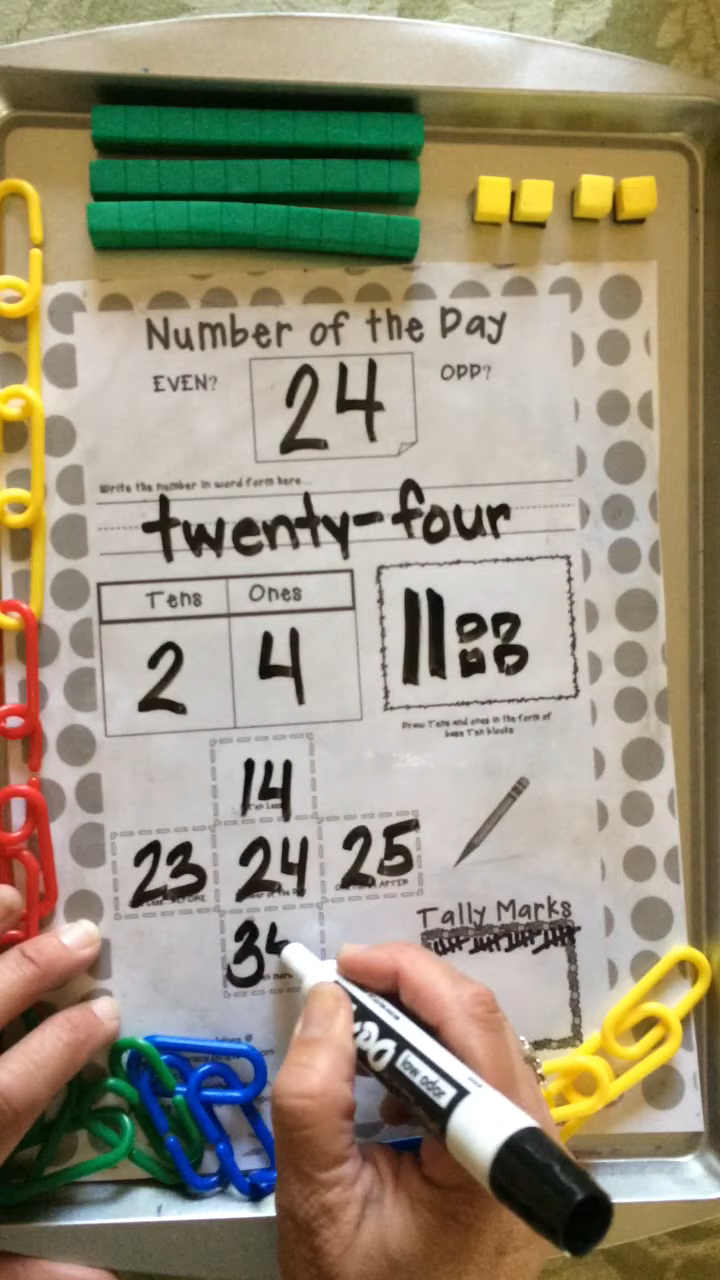 Number of the Day
EVEN? 24 ODD?
Write the number in word form here...
twenty-four
Tens Ones
2 4
Draw Tens and ones in the form of
base Ten blocks
14
23 24 25
AFTER
Tally Marks
34
EXPO
low odor